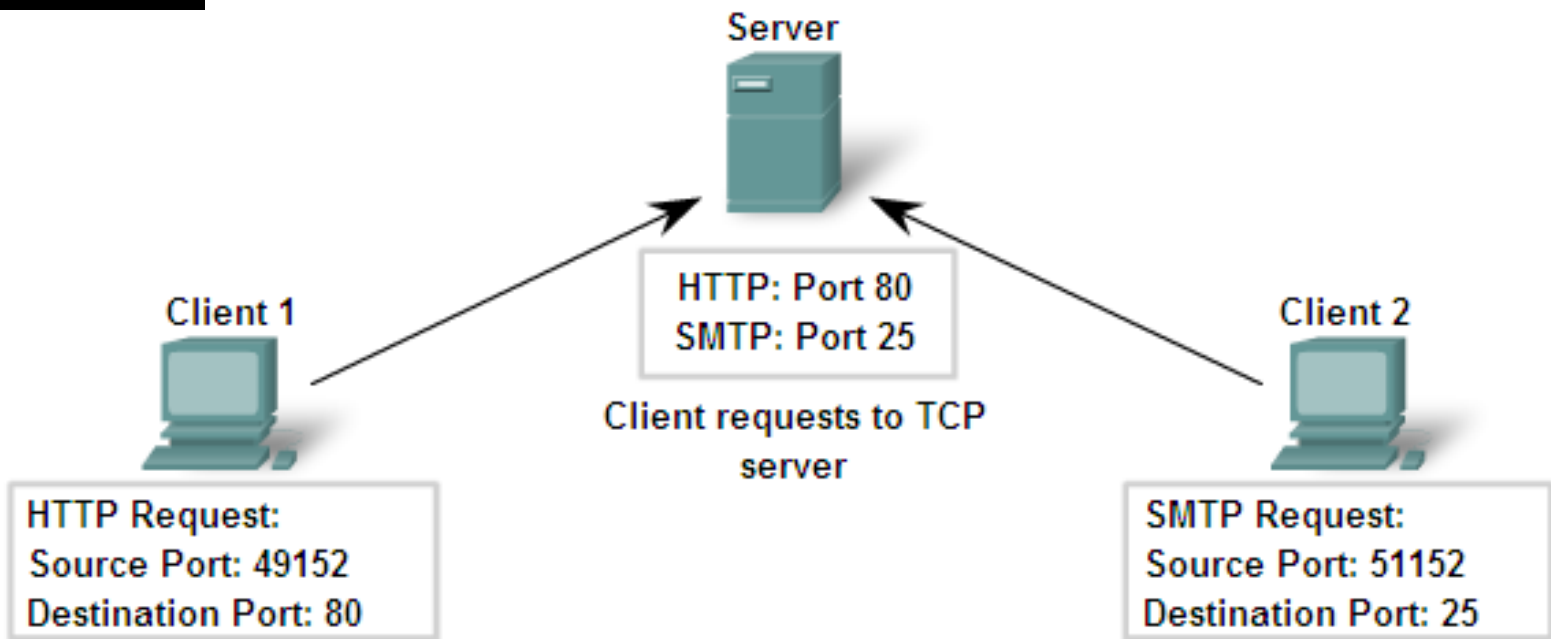 Server
HTTP: Port 80
SMTP: Port 25
Client requests to TCP
server
Client 1
HTTP Request:
Source Port: 49152
Destination Port: 80
Client 2
SMTP Request:
Source Port: 51152
Destination Port: 25